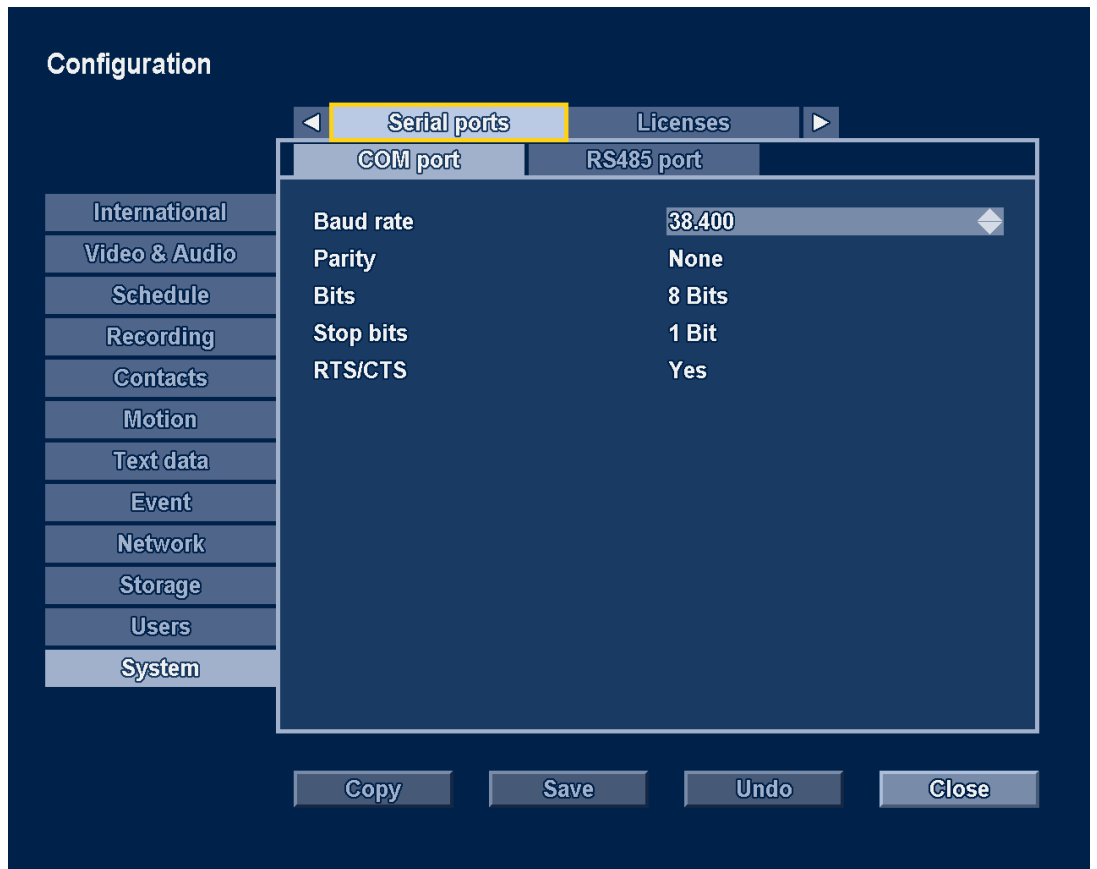 Configuration
Serial ports Licenses
COM port RS485 port
International
Video & Audio
Schedule
Recording
Contacts
Motion
Text data
Event
Network
Storage
Users
System
Baud rate 38.400
Parity None
Bits 8 Bits
Stop bits 1 Bit
RTS/CTS Yes
Copy Save Undo Close